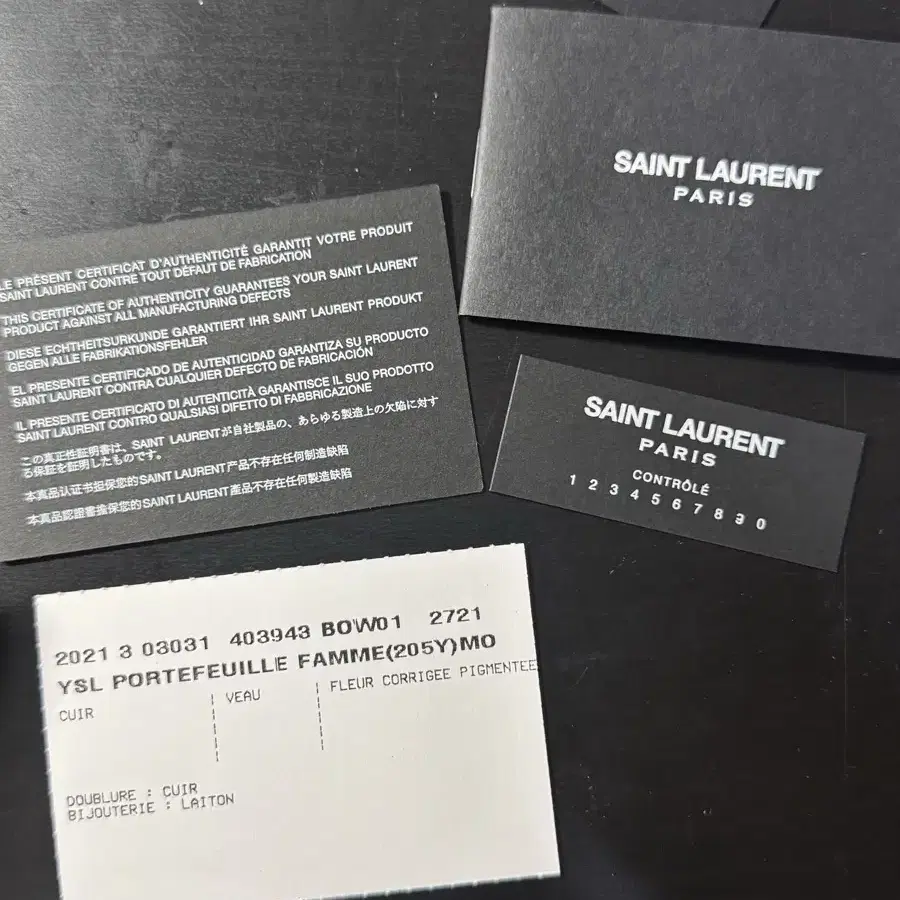 SAINT LAURENT
PARIS
LE PRÉSENT CERTIFICAT D'AUTHENTICITÉ GARANTIT VOTRE PRODUIT
SAINT LAURENT CONTRE TOUT DÉFAUT DE FABRICATION
THIS CERTIFICATE OF AUTHENTICITY GUARANTEES YOUR SAINT LAURENT
PRODUCT AGAINST ALL MANUFACTURING DEFECTS
DIESE ECHTHEITSURKUNDE GARANTIERT IHR SAINT LAURENT PRODUKT
GEGEN ALLE FABRIKATIONSFEHLER
EL PRESENTE CERTIFICADO DE AUTENTICIDAD GARANTIZA SU PRODUCTO
SAINT LAURENT CONTRA CUALQUIER DEFECTO DE FABRICACIÓN
IL PRESENTE CERTIFICATO DI AUTENTICITÀ GARANTISCE IL SUO PRODOTTO
SAINT LAURENT CONTRO QUALSIASI DIFETTO DI FABBRICAZIONE
この真正性証明書は、SAINT LAURENTが自社製品の、あらゆる製造上の欠陥に対す
る保証を証明したものです。
本真品认证书担保您的SAINT LAURENT产品不存在任何制造缺陷
本真品認證書擔保您的SAINT LAURENT產品不存在任何製造缺陷
SAINT LAURENT
PARIS
CONTRÔLÉ
1 2 3 4 5 6 7 8 9 0
2021 3 03031 403943 BOW01 2721
YSL PORTEFEUILLE FAMME(205Y)MO
CUIR VEAU FLEUR CORRIGEE PIGMENTEE
DOUBLURE : CUIR
BIJOUTERIE : LAITON